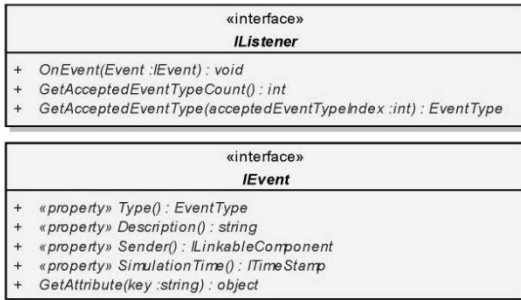 «interface»
IListener
+ OnEvent(Event :IEvent) : void
+ GetAcceptedEventTypeCount() : int
+ GetAcceptedEventType(acceptedEventTypeIndex :int) : EventType
«interface»
IEvent
+ «property» Type() : EventType
+ «property» Description() : string
+ «property» Sender() : ILinkableComponent
+ «property» SimulationTime() : ITimeStamp
+ GetAttribute(key :string) : object